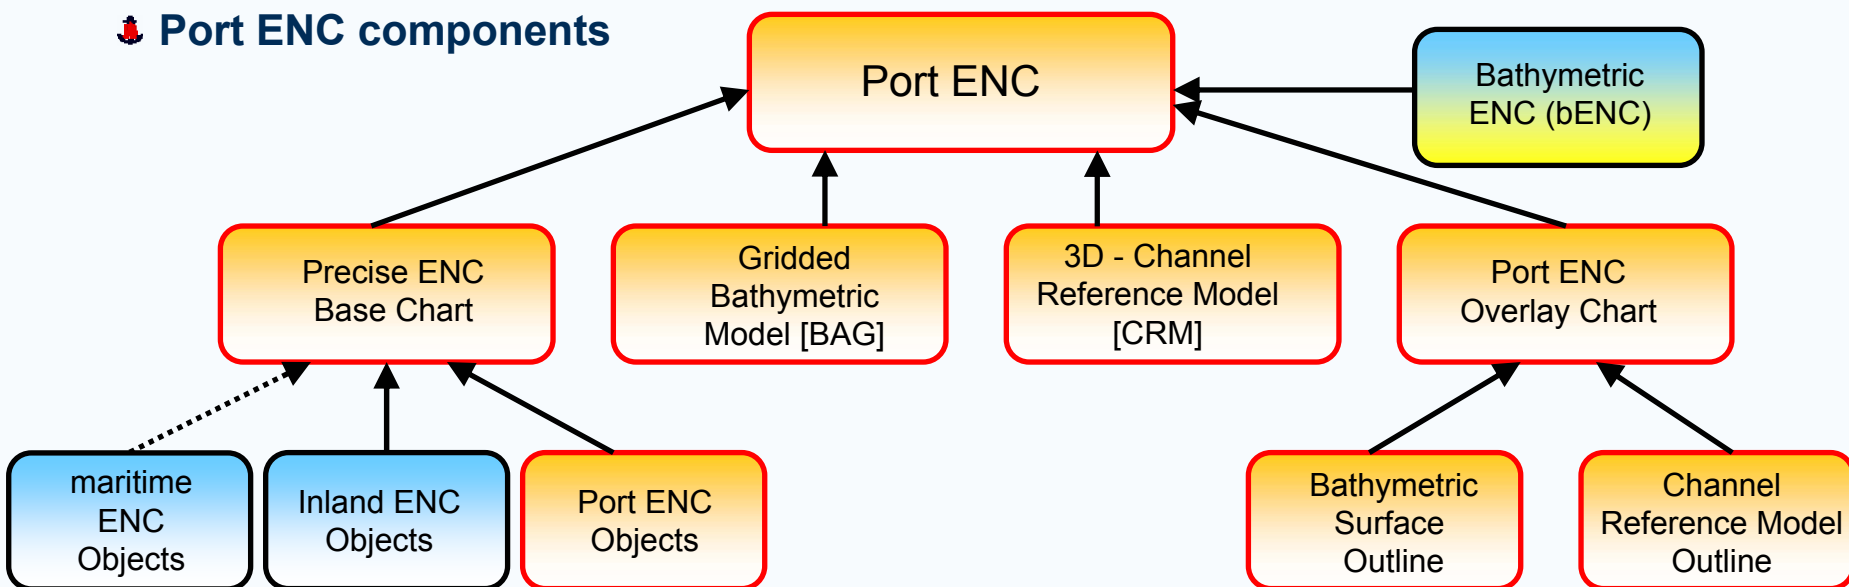 Port ENC components
Port ENC
Bathymetric
ENC (bENC)
Precise ENC
Base Chart
Gridded
Bathymetric
Model [BAG]
3D - Channel
Reference Model
[CRM]
Port ENC
Overlay Chart
maritime
ENC
Objects
Inland ENC
Objects
Port ENC
Objects
Bathymetric
Surface
Outline
Channel
Reference Model
Outline